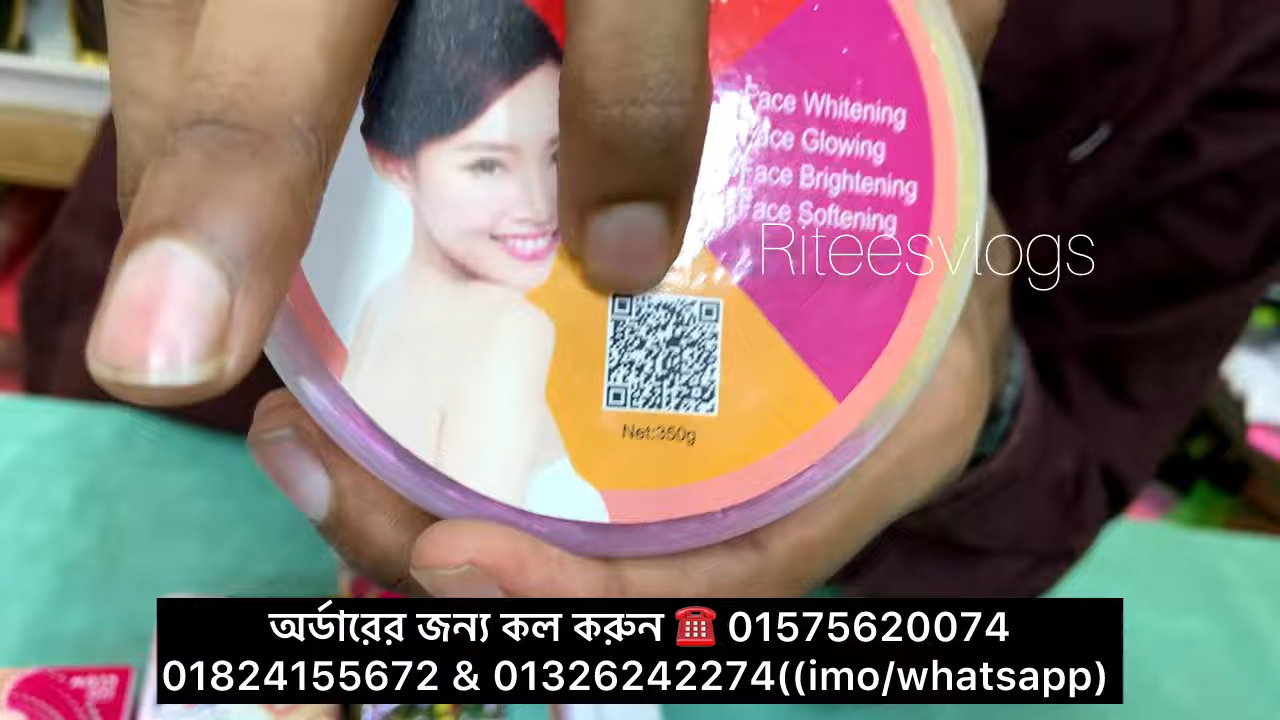 Face Whitening
Face Glowing
Face Brightening
Face Softening
Riteesvlogs
Net:350g
অর্ডারের জন্য কল করুন ☎️ 01575620074
01824155672 & 01326242274((imo/whatsapp)